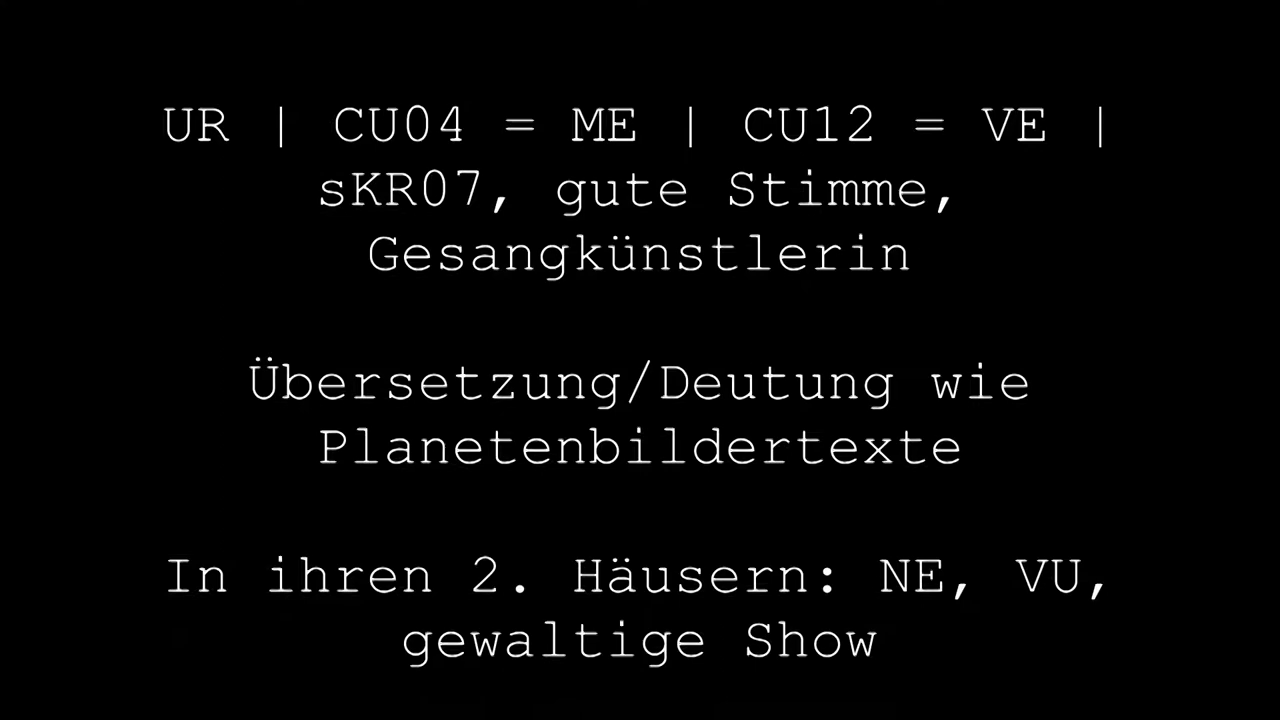 UR | CU04 = ME | CU12 = VE |
sKR07, gute Stimme,
Gesangkünstlerin
Übersetzung/Deutung wie
Planetenbildertexte
In ihren 2. Häusern: NE, VU,
gewaltige Show